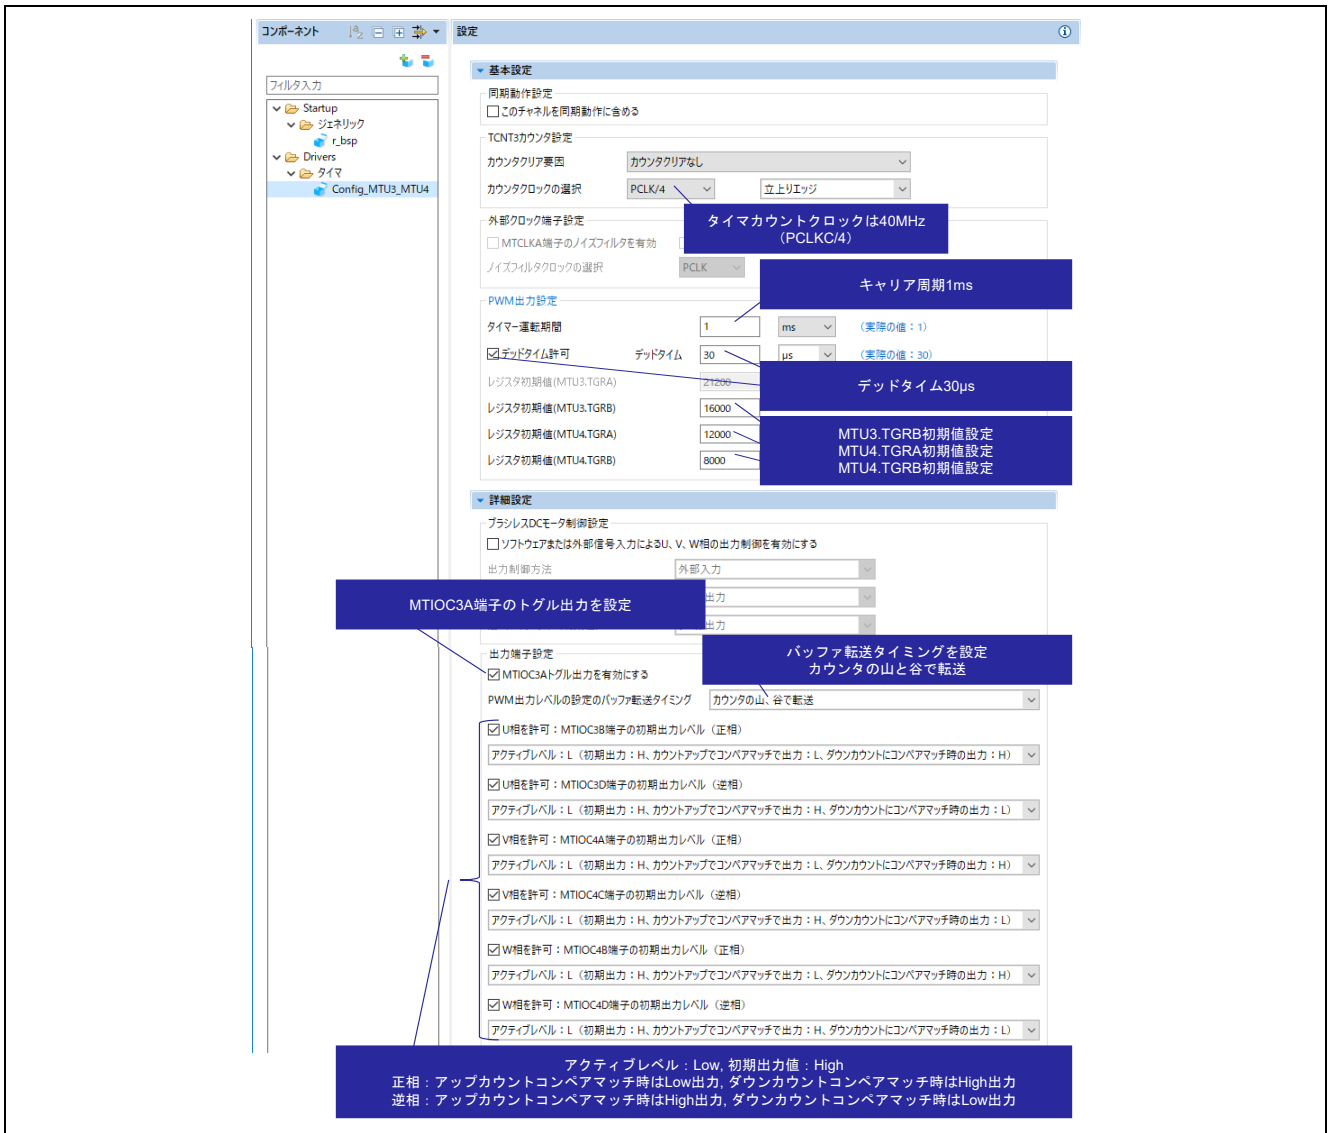 コンポーネント
設定
フィルタ入力
Startup
ジェネリック
r_bsp
Drivers
タイマ
Config_MTU3_MTU4
基本設定
同期動作設定
このチャネルを同期動作に含める
TCNT3カウンタ設定
カウンタクリア要因 カウンタクリアなし
カウンタクロックの選択 PCLK/4 立上りエッジ
タイマカウントクロックは40MHz
（PCLKC/4）
外部クロック端子設定
MTCLKA端子のノイズフィルタを有効
ノイズフィルタクロックの選択 PCLK
キャリア周期1ms
PWM出力設定
タイマー運転期間 1 ms （実際の値：1）
デッドタイム許可 デッドタイム 30 µs （実際の値：30）
デッドタイム30μs
レジスタ初期値(MTU3.TGRA) 21200
レジスタ初期値(MTU3.TGRB) 16000
レジスタ初期値(MTU4.TGRA) 12000
レジスタ初期値(MTU4.TGRB) 8000
MTU3.TGRB初期値設定
MTU4.TGRA初期値設定
MTU4.TGRB初期値設定
詳細設定
ブラシレスDCモータ制御設定
ソフトウェアまたは外部信号入力によるU、V、W相の出力制御を有効にする
出力制御方法 外部入力
出力
出力
MTIOC3A端子のトグル出力を設定
バッファ転送タイミングを設定
カウンタの山と谷で転送
出力端子設定
MTIOC3Aトグル出力を有効にする
PWM出力レベルの設定のバッファ転送タイミング カウンタの山、谷で転送
U相を許可：MTIOC3B端子の初期出力レベル（正相）
アクティブレベル：L（初期出力：H、カウントアップでコンペアマッチで出力：L、ダウンカウントにコンペアマッチ時の出力：H）
U相を許可：MTIOC3D端子の初期出力レベル（逆相）
アクティブレベル：L（初期出力：H、カウントアップでコンペアマッチで出力：H、ダウンカウントにコンペアマッチ時の出力：L）
V相を許可：MTIOC4A端子の初期出力レベル（正相）
アクティブレベル：L（初期出力：H、カウントアップでコンペアマッチで出力：L、ダウンカウントにコンペアマッチ時の出力：H）
V相を許可：MTIOC4C端子の初期出力レベル（逆相）
アクティブレベル：L（初期出力：H、カウントアップでコンペアマッチで出力：H、ダウンカウントにコンペアマッチ時の出力：L）
W相を許可：MTIOC4B端子の初期出力レベル（正相）
アクティブレベル：L（初期出力：H、カウントアップでコンペアマッチで出力：L、ダウンカウントにコンペアマッチ時の出力：H）
W相を許可：MTIOC4D端子の初期出力レベル（逆相）
アクティブレベル：L（初期出力：H、カウントアップでコンペアマッチで出力：H、ダウンカウントにコンペアマッチ時の出力：L）
アクティブレベル：Low, 初期出力値：High
正相：アップカウントコンペアマッチ時はLow出力, ダウンカウントコンペアマッチ時はHigh出力
逆相：アップカウントコンペアマッチ時はHigh出力, ダウンカウントコンペアマッチ時はLow出力